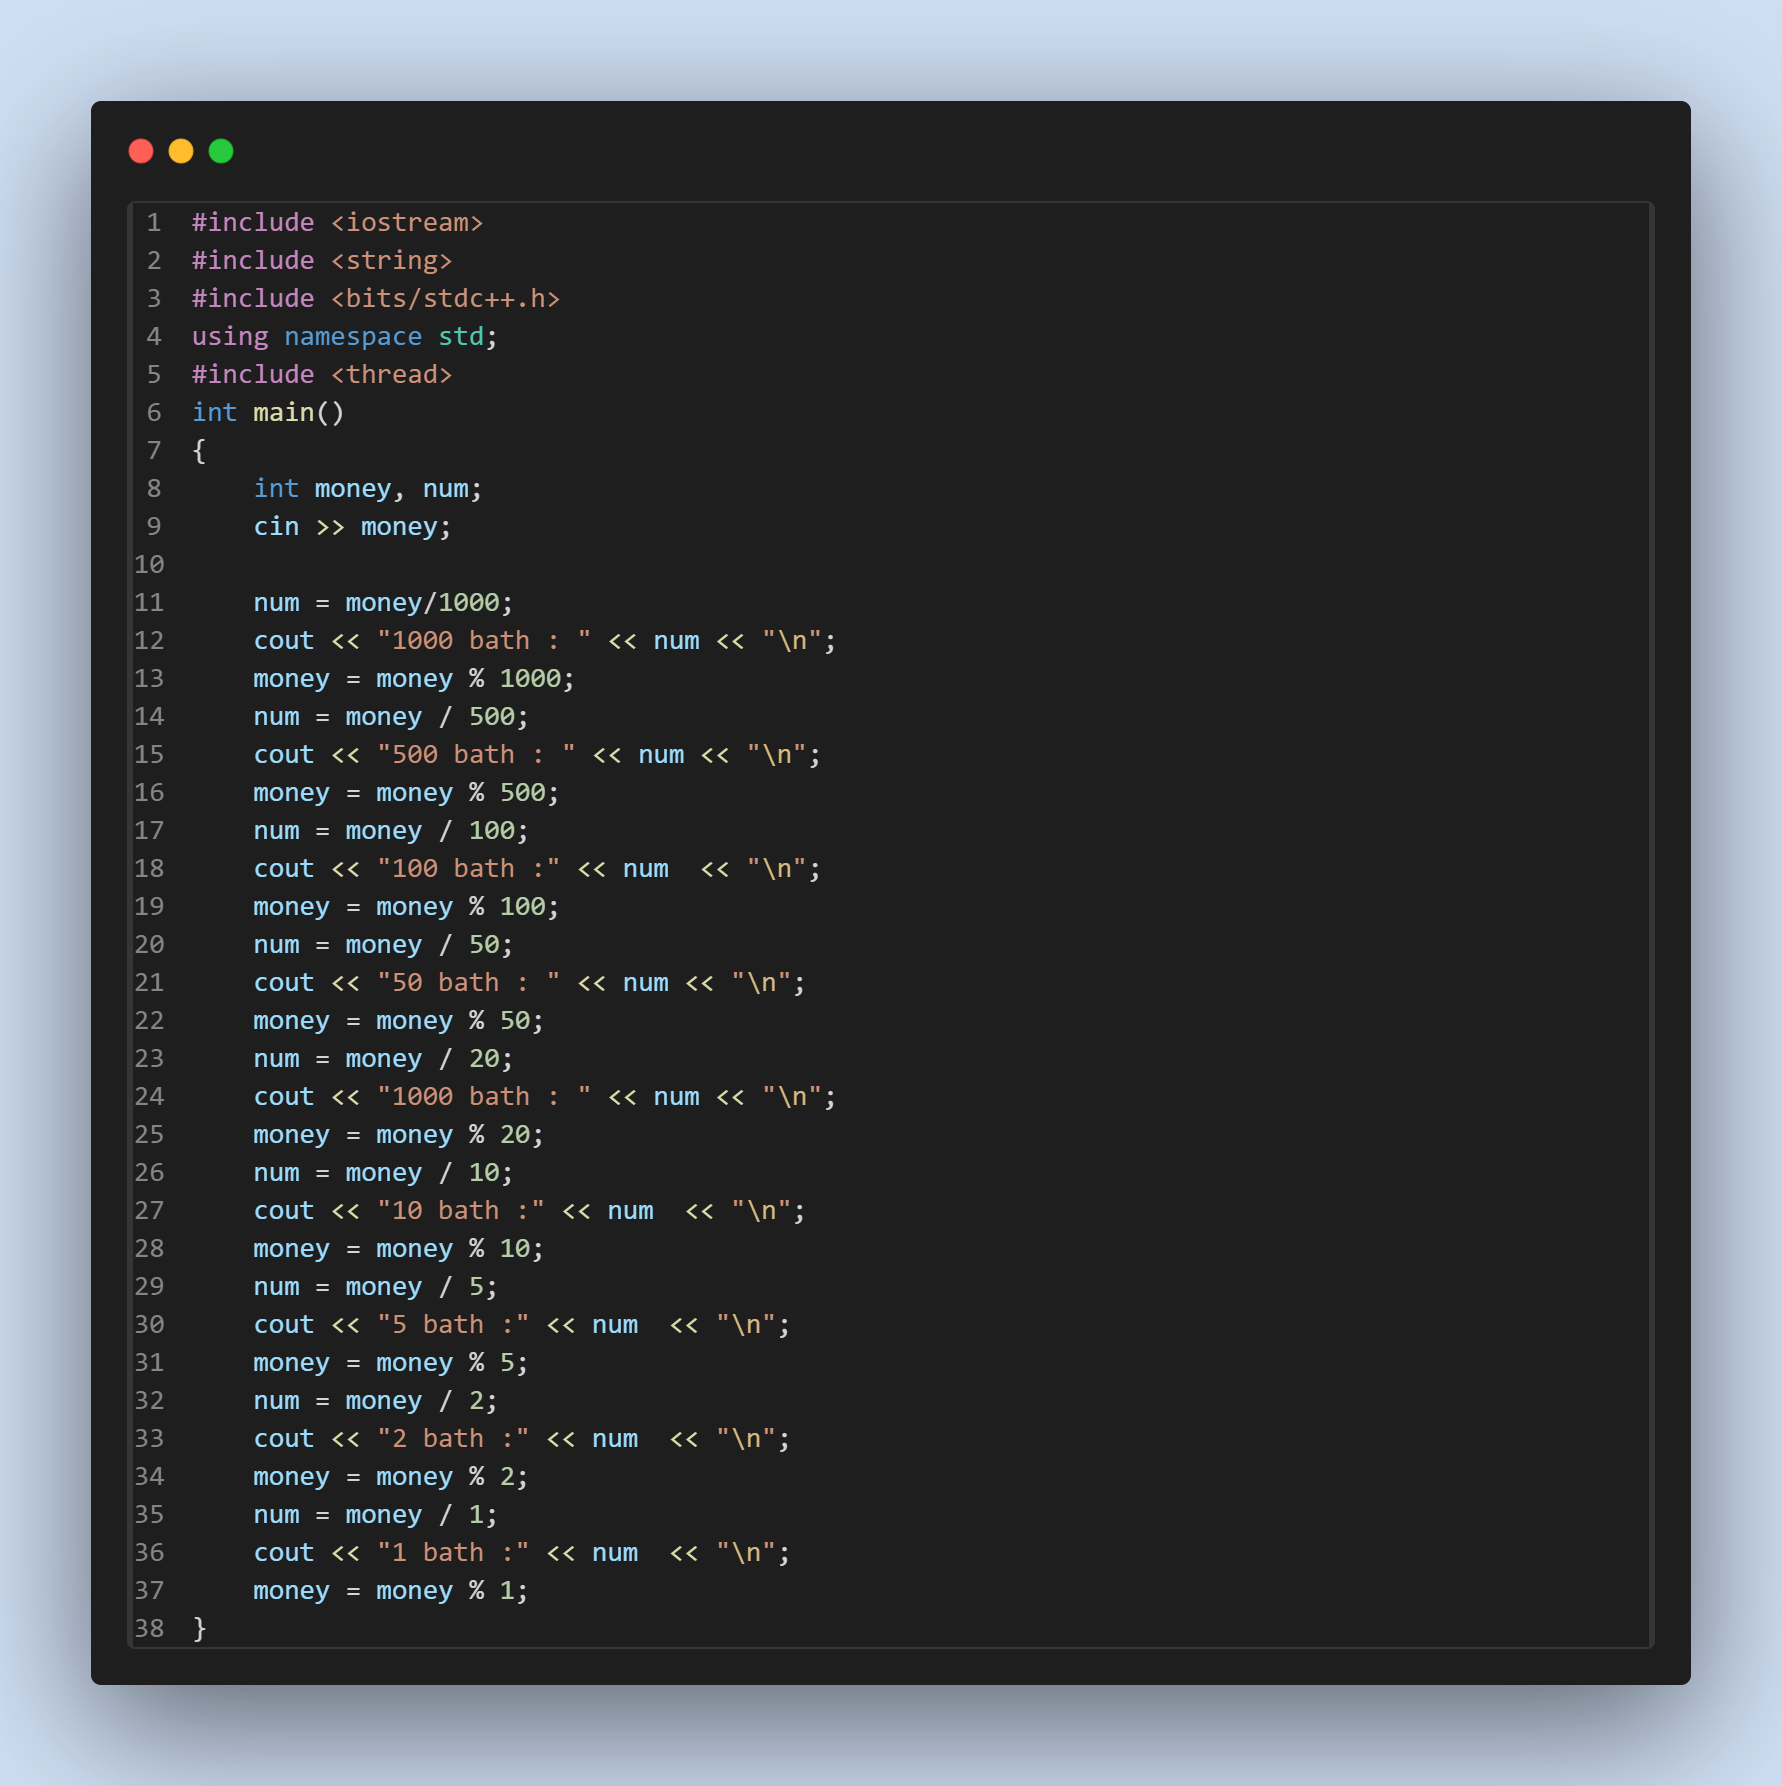 1 #include <iostream>
2 #include <string>
3 #include <bits/stdc++.h>
4 using namespace std;
5 #include <thread>
6 int main()
7 {
8     int money, num;
9     cin >> money;
10
11     num = money/1000;
12     cout << "1000 bath : " << num << "\n";
13     money = money % 1000;
14     num = money / 500;
15     cout << "500 bath : " << num << "\n";
16     money = money % 500;
17     num = money / 100;
18     cout << "100 bath :" << num  << "\n";
19     money = money % 100;
20     num = money / 50;
21     cout << "50 bath : " << num << "\n";
22     money = money % 50;
23     num = money / 20;
24     cout << "1000 bath : " << num << "\n";
25     money = money % 20;
26     num = money / 10;
27     cout << "10 bath :" << num  << "\n";
28     money = money % 10;
29     num = money / 5;
30     cout << "5 bath :" << num  << "\n";
31     money = money % 5;
32     num = money / 2;
33     cout << "2 bath :" << num  << "\n";
34     money = money % 2;
35     num = money / 1;
36     cout << "1 bath :" << num  << "\n";
37     money = money % 1;
38 }